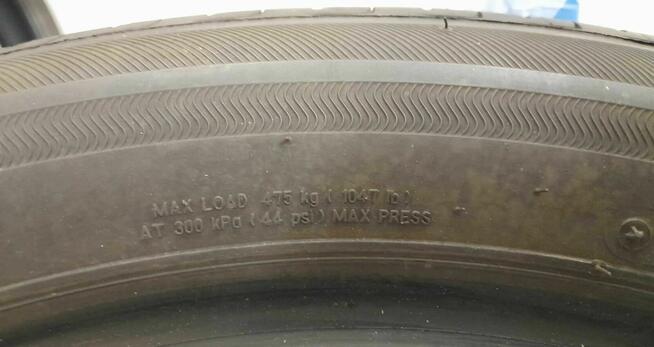 MAX LOAD 475 kg ( 1047 lb )
AT 300 kPa ( 44 psi ) MAX PRESS